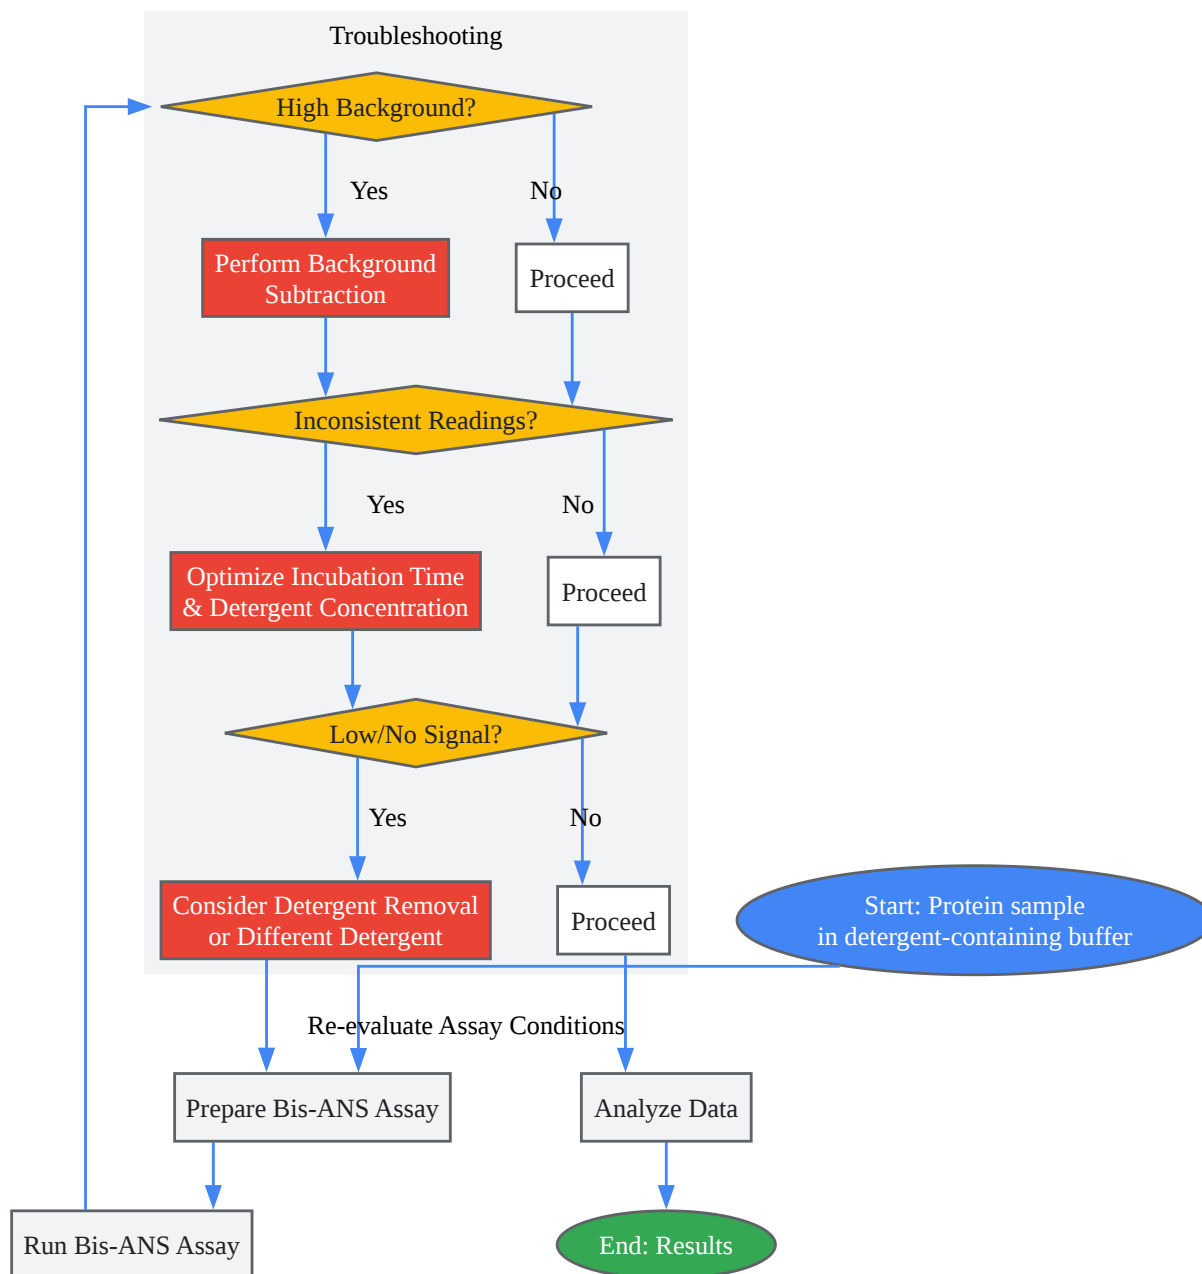 Troubleshooting
High Background?
Yes
No
Perform Background
Subtraction
Proceed
Inconsistent Readings?
Yes
No
Optimize Incubation Time
& Detergent Concentration
Proceed
Low/No Signal?
Yes
No
Consider Detergent Removal
or Different Detergent
Proceed
Start: Protein sample
in detergent-containing buffer
Re-evaluate Assay Conditions
Prepare Bis-ANS Assay
Analyze Data
Run Bis-ANS Assay
End: Results